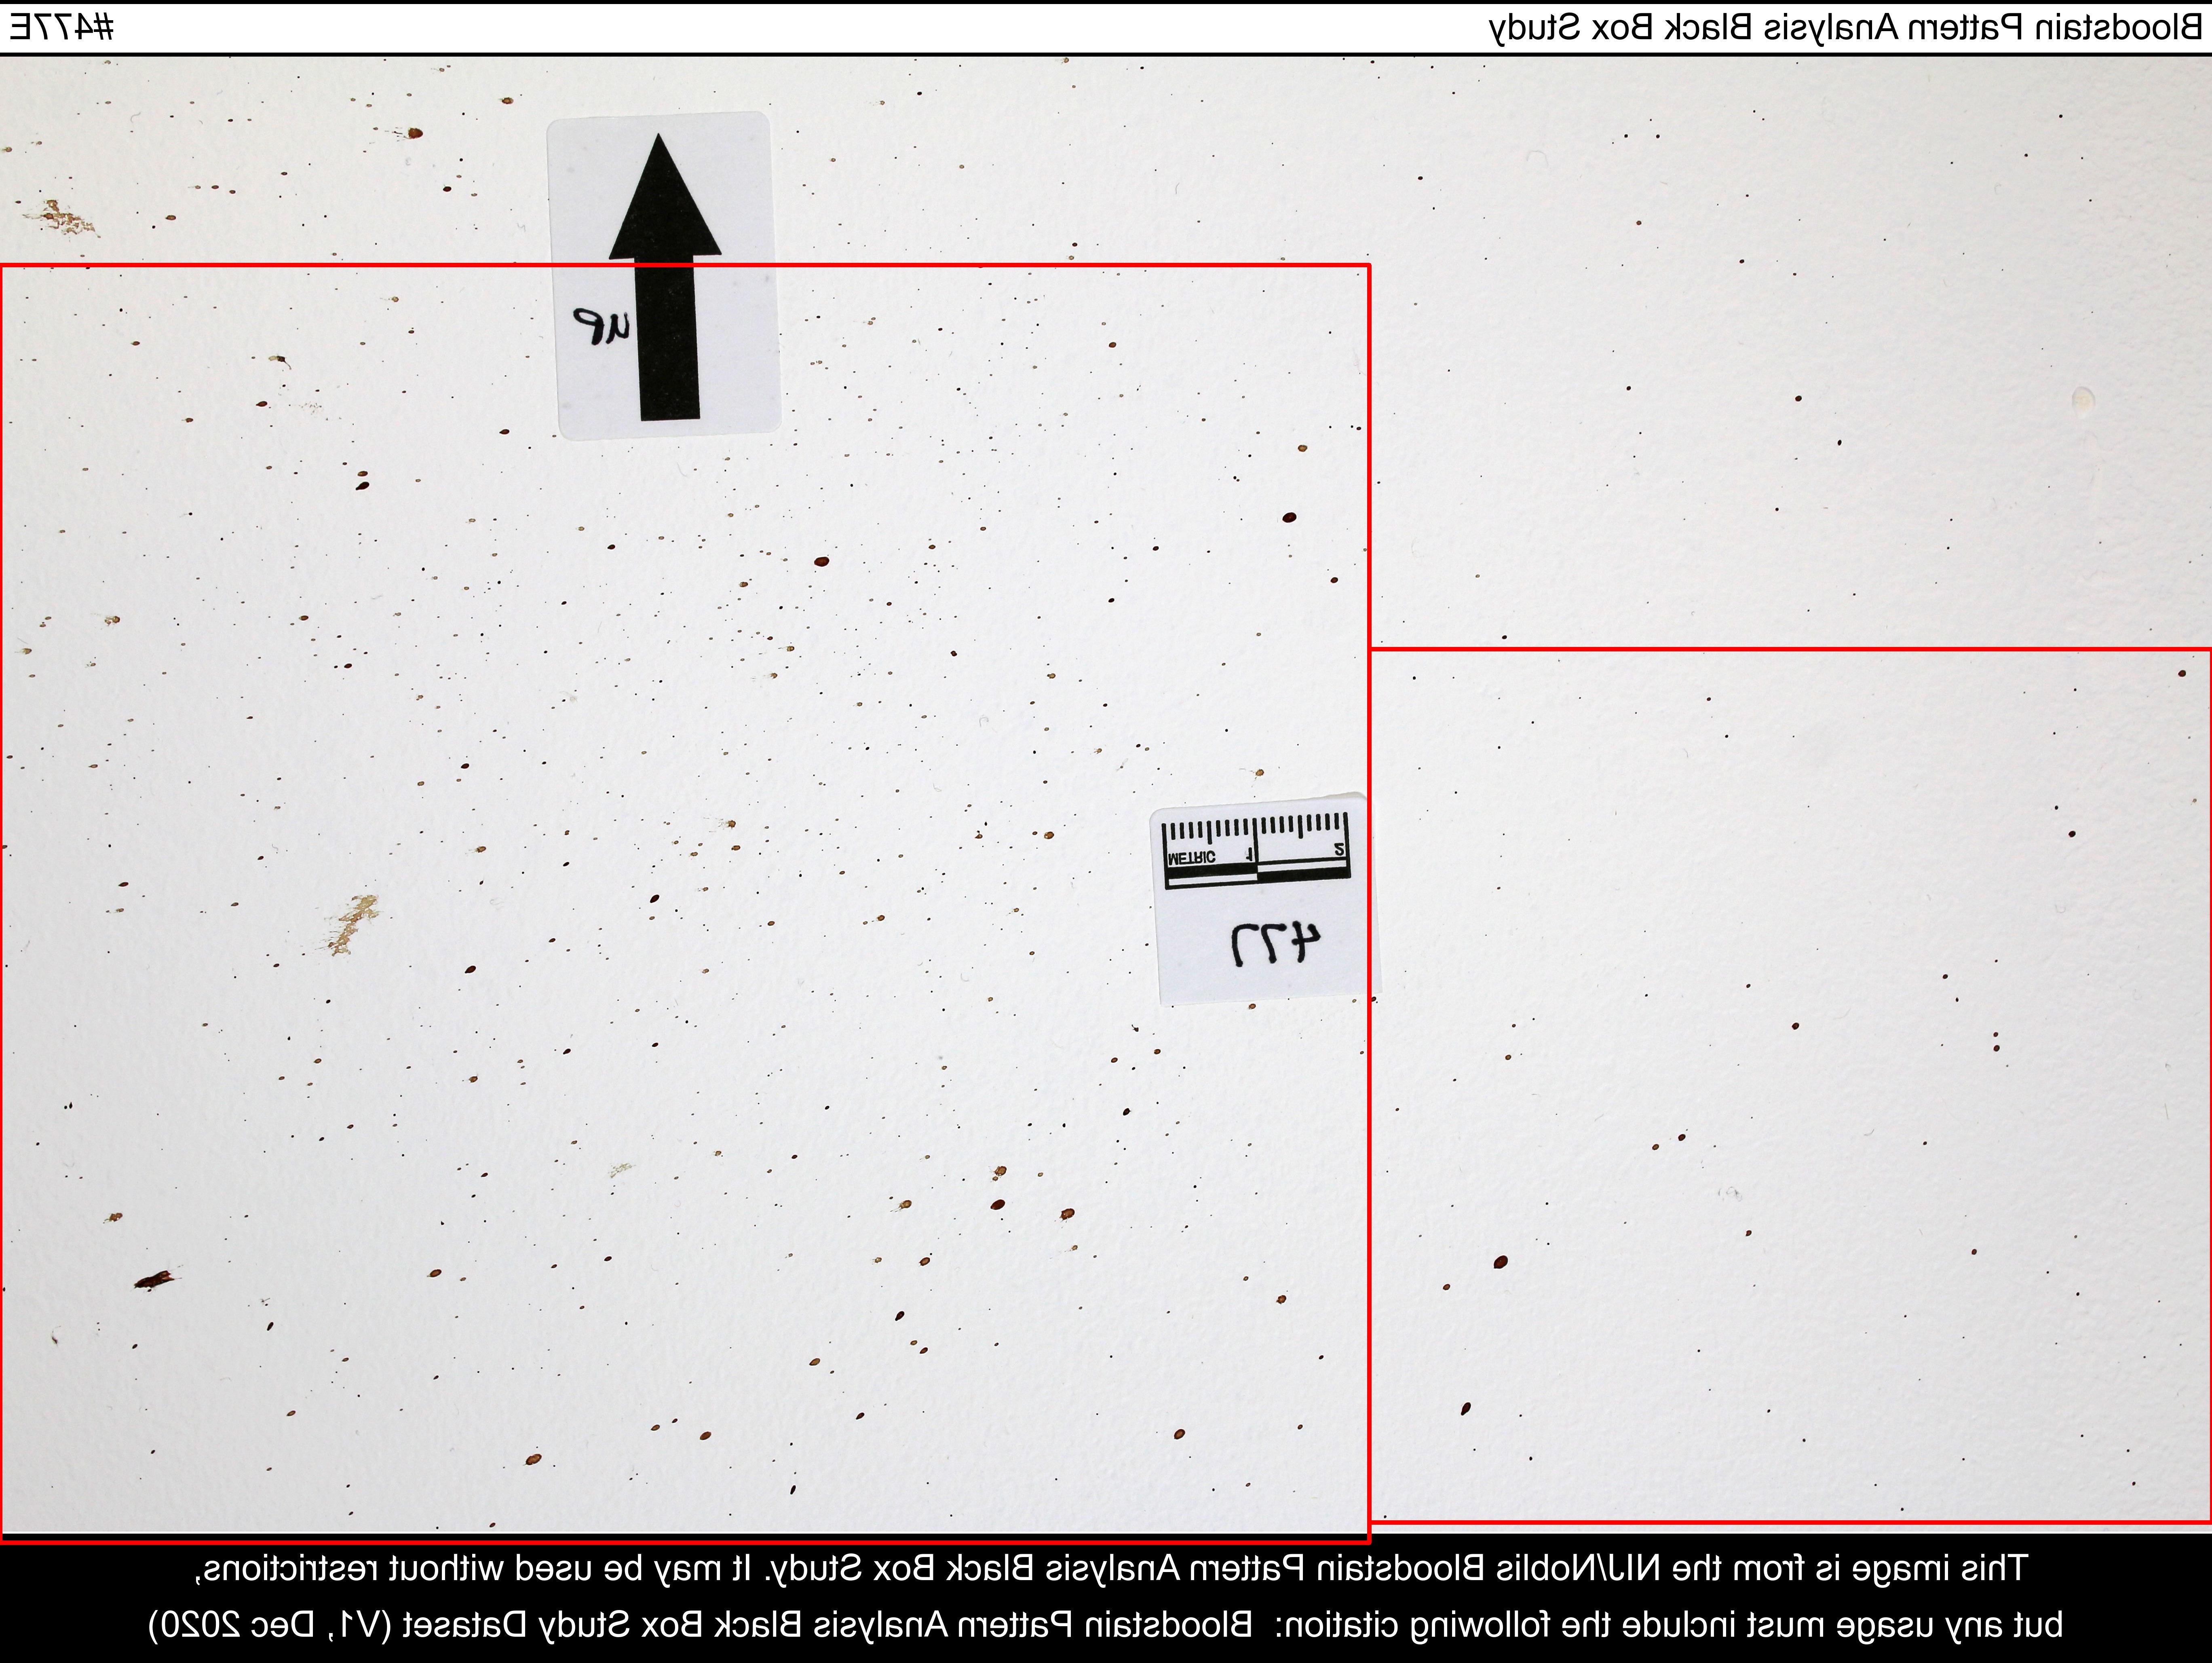 Bloodstain Pattern Analysis Black Box Study
#477E
up
METRIC 1 2
477
This image is from the NIJ/Noblis Bloodstain Pattern Analysis Black Box Study. It may be used without restrictions,
but any usage must include the following citation: Bloodstain Pattern Analysis Black Box Study Dataset (V1, Dec 2020)